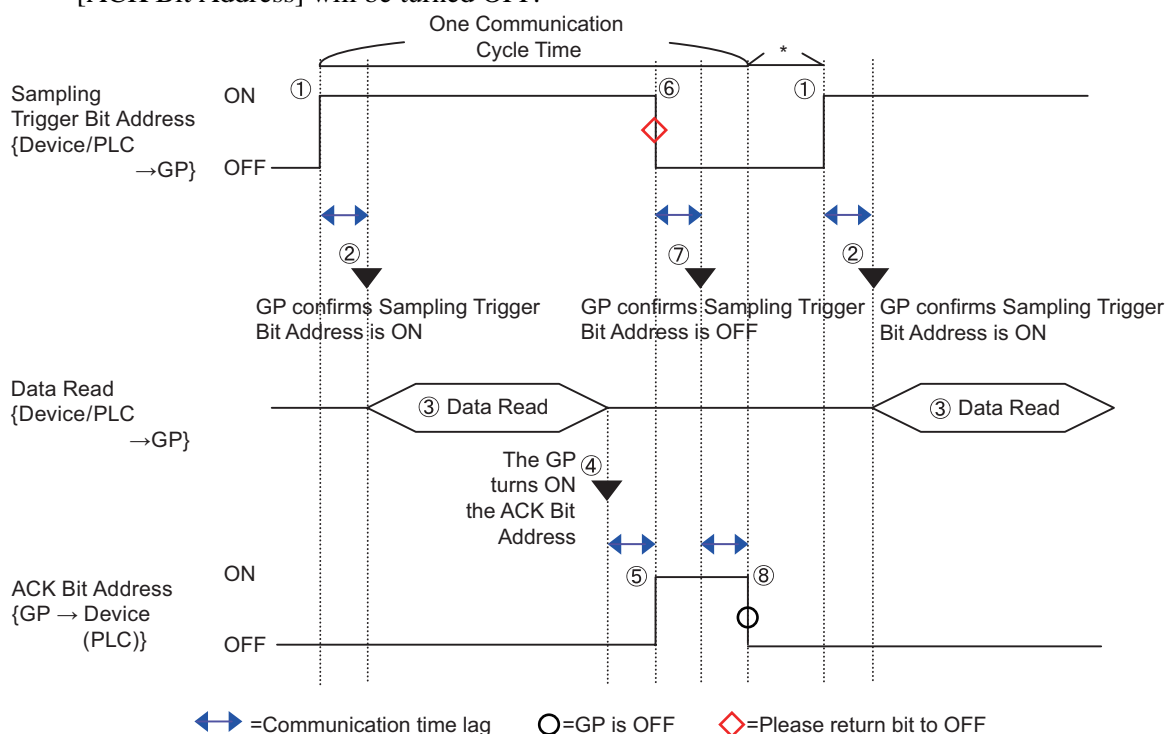 [ACK Bit Address] will be turned OFF.
One Communication
Cycle Time
*
Sampling
Trigger Bit Address
{Device/PLC
→GP}
ON
OFF
①
⑥
①
②
⑦
②
GP confirms Sampling Trigger
Bit Address is ON
GP confirms Sampling Trigger
Bit Address is OFF
GP confirms Sampling Trigger
Bit Address is ON
Data Read
{Device/PLC
→GP}
③ Data Read
③ Data Read
The GP
turns ON
the ACK Bit
Address
④
ACK Bit Address
{GP → Device
(PLC)}
ON
OFF
⑤
⑧
=Communication time lag
=GP is OFF
=Please return bit to OFF